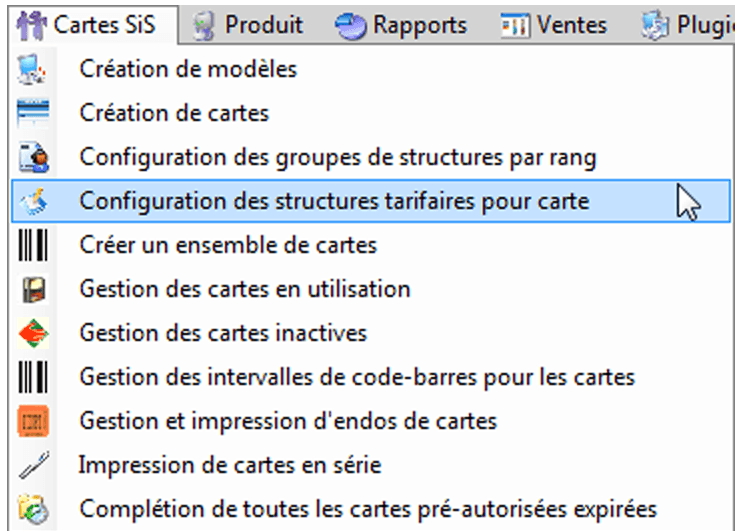 Cartes SiS Produit Rapports Ventes
Création de modèles
Création de cartes
Configuration des groupes de structures par rang
Configuration des structures tarifaires pour carte
Créer un ensemble de cartes
Gestion des cartes en utilisation
Gestion des cartes inactives
Gestion des intervalles de code-barres pour les cartes
Gestion et impression d'endos de cartes
Impression de cartes en série
Complétion de toutes les cartes pré-autorisées expirées